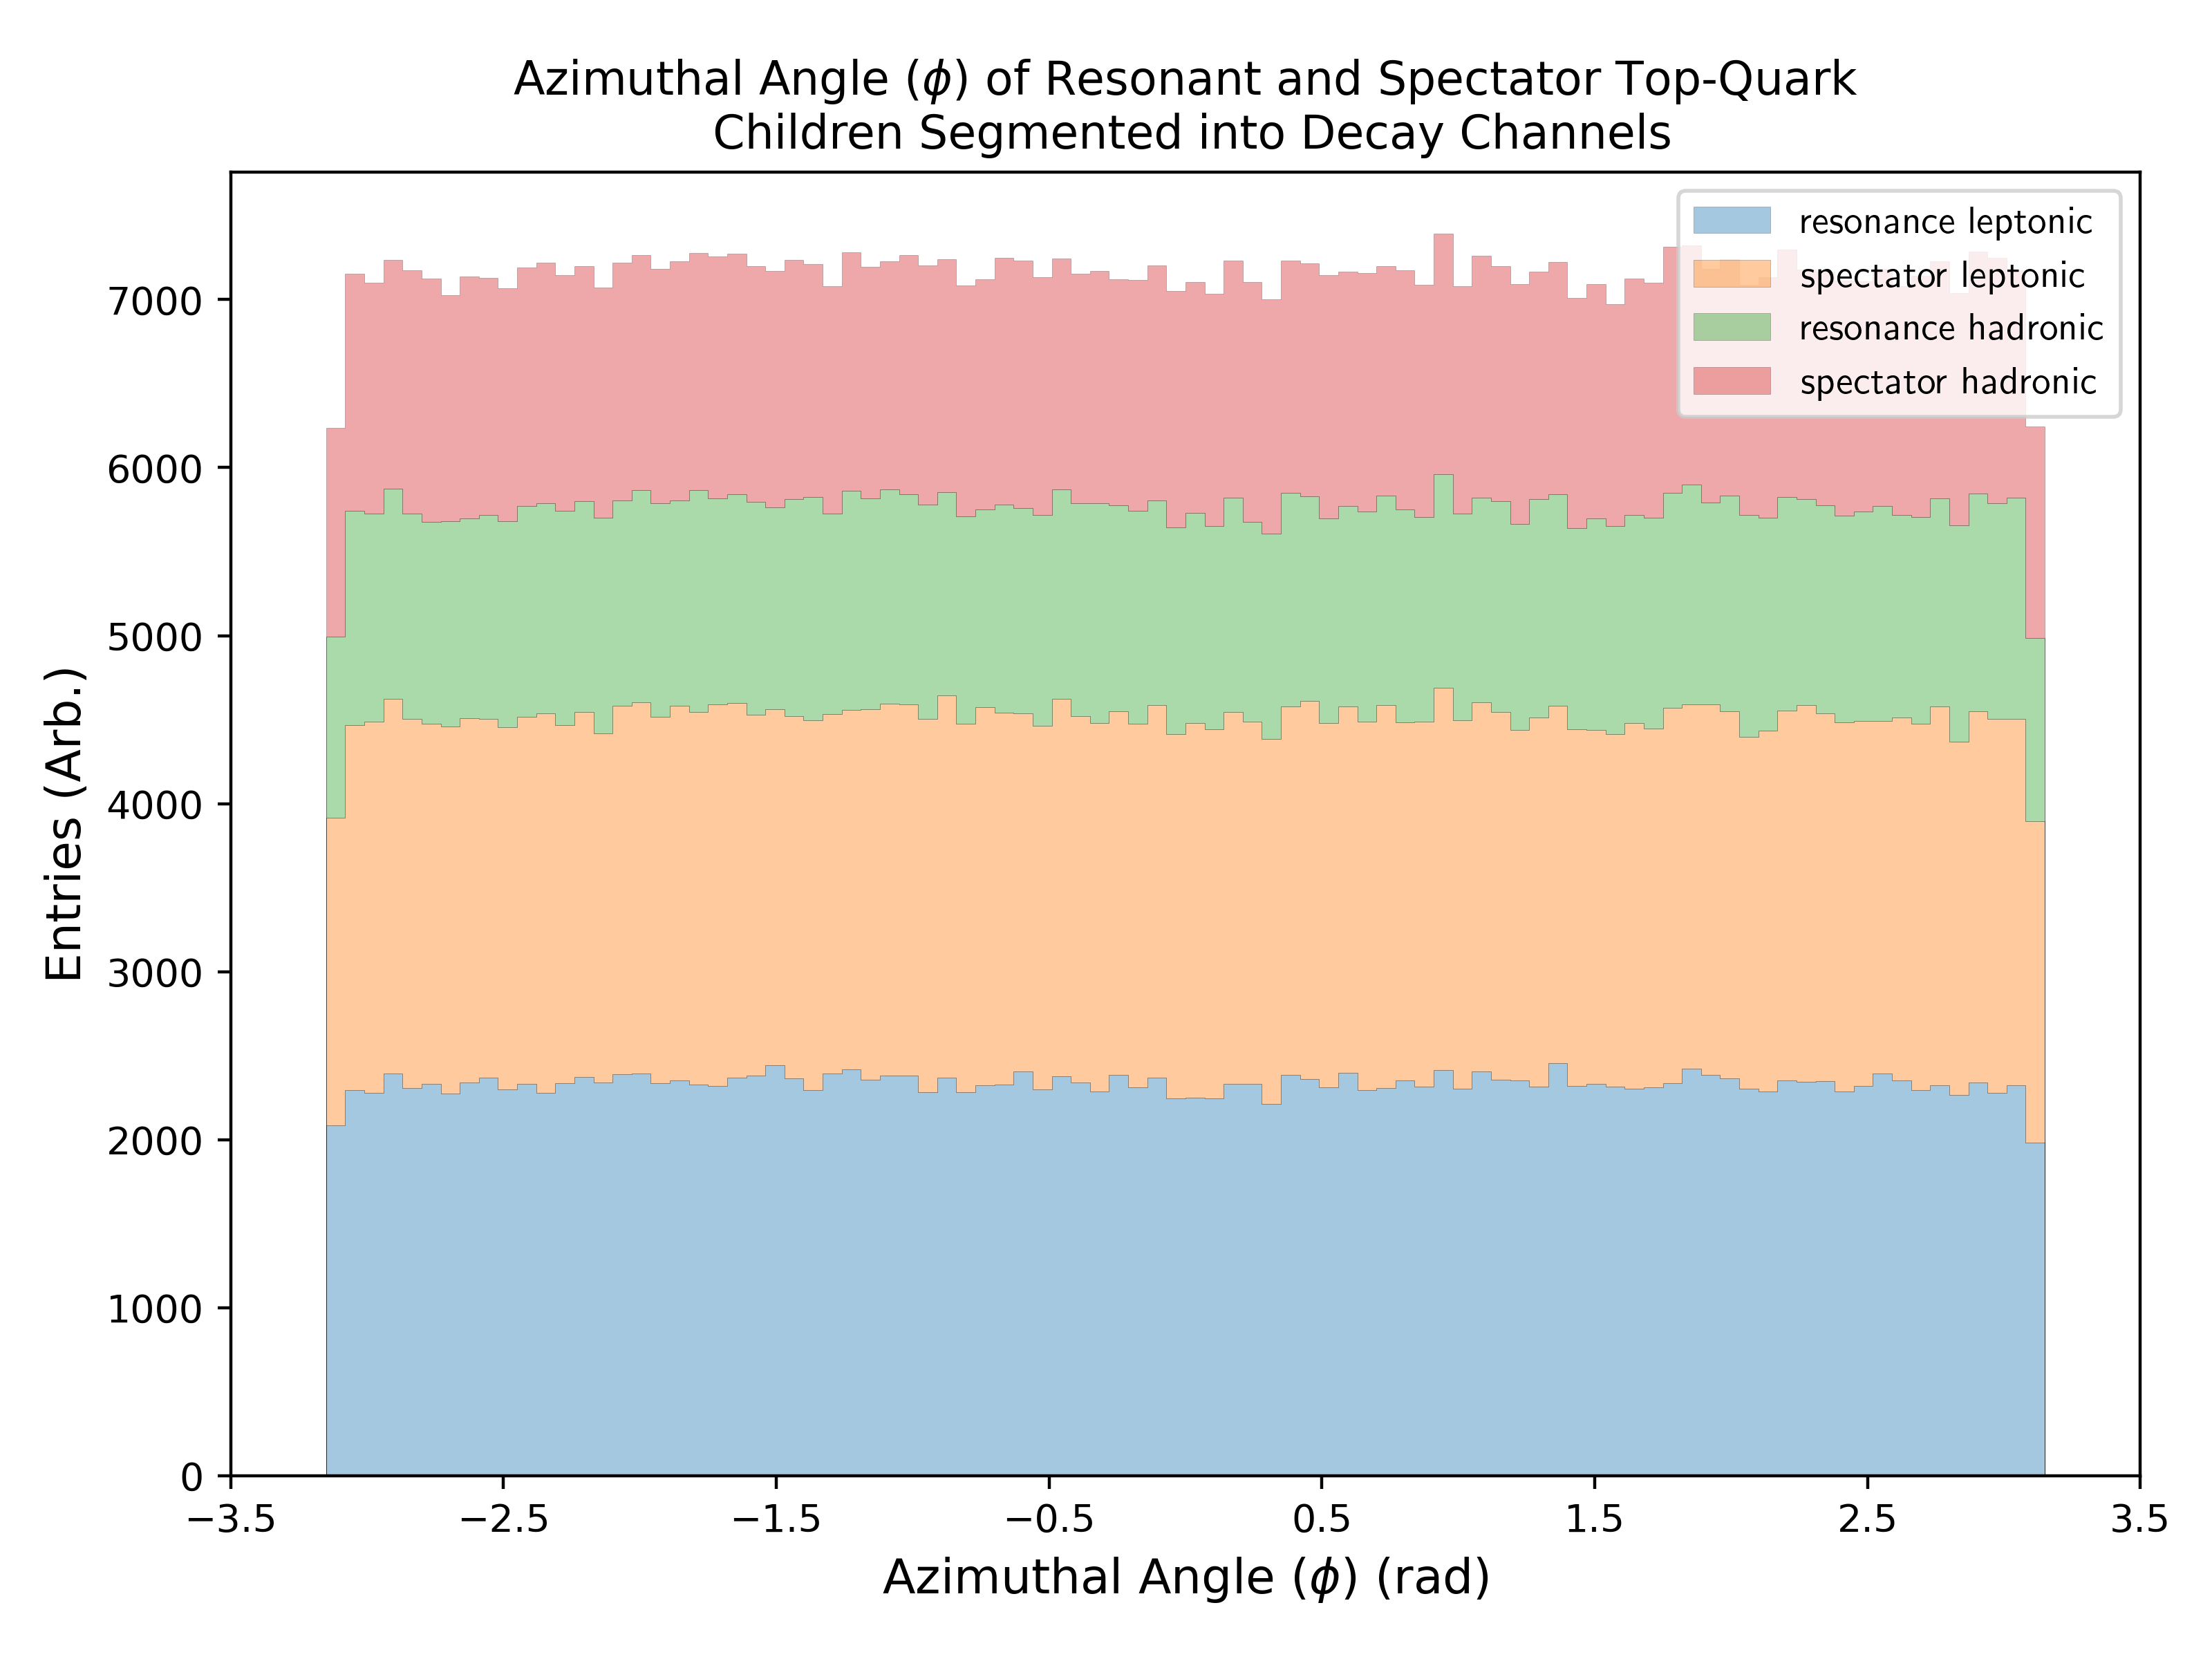 Azimuthal Angle (ϕ) of Resonant and Spectator Top-Quark
Children Segmented into Decay Channels
resonance leptonic
spectator leptonic
resonance hadronic
spectator hadronic
7000
6000
5000
4000
3000
2000
1000
0
Entries (Arb.)
−3.5 −2.5 −1.5 −0.5 0.5 1.5 2.5 3.5
Azimuthal Angle (ϕ) (rad)